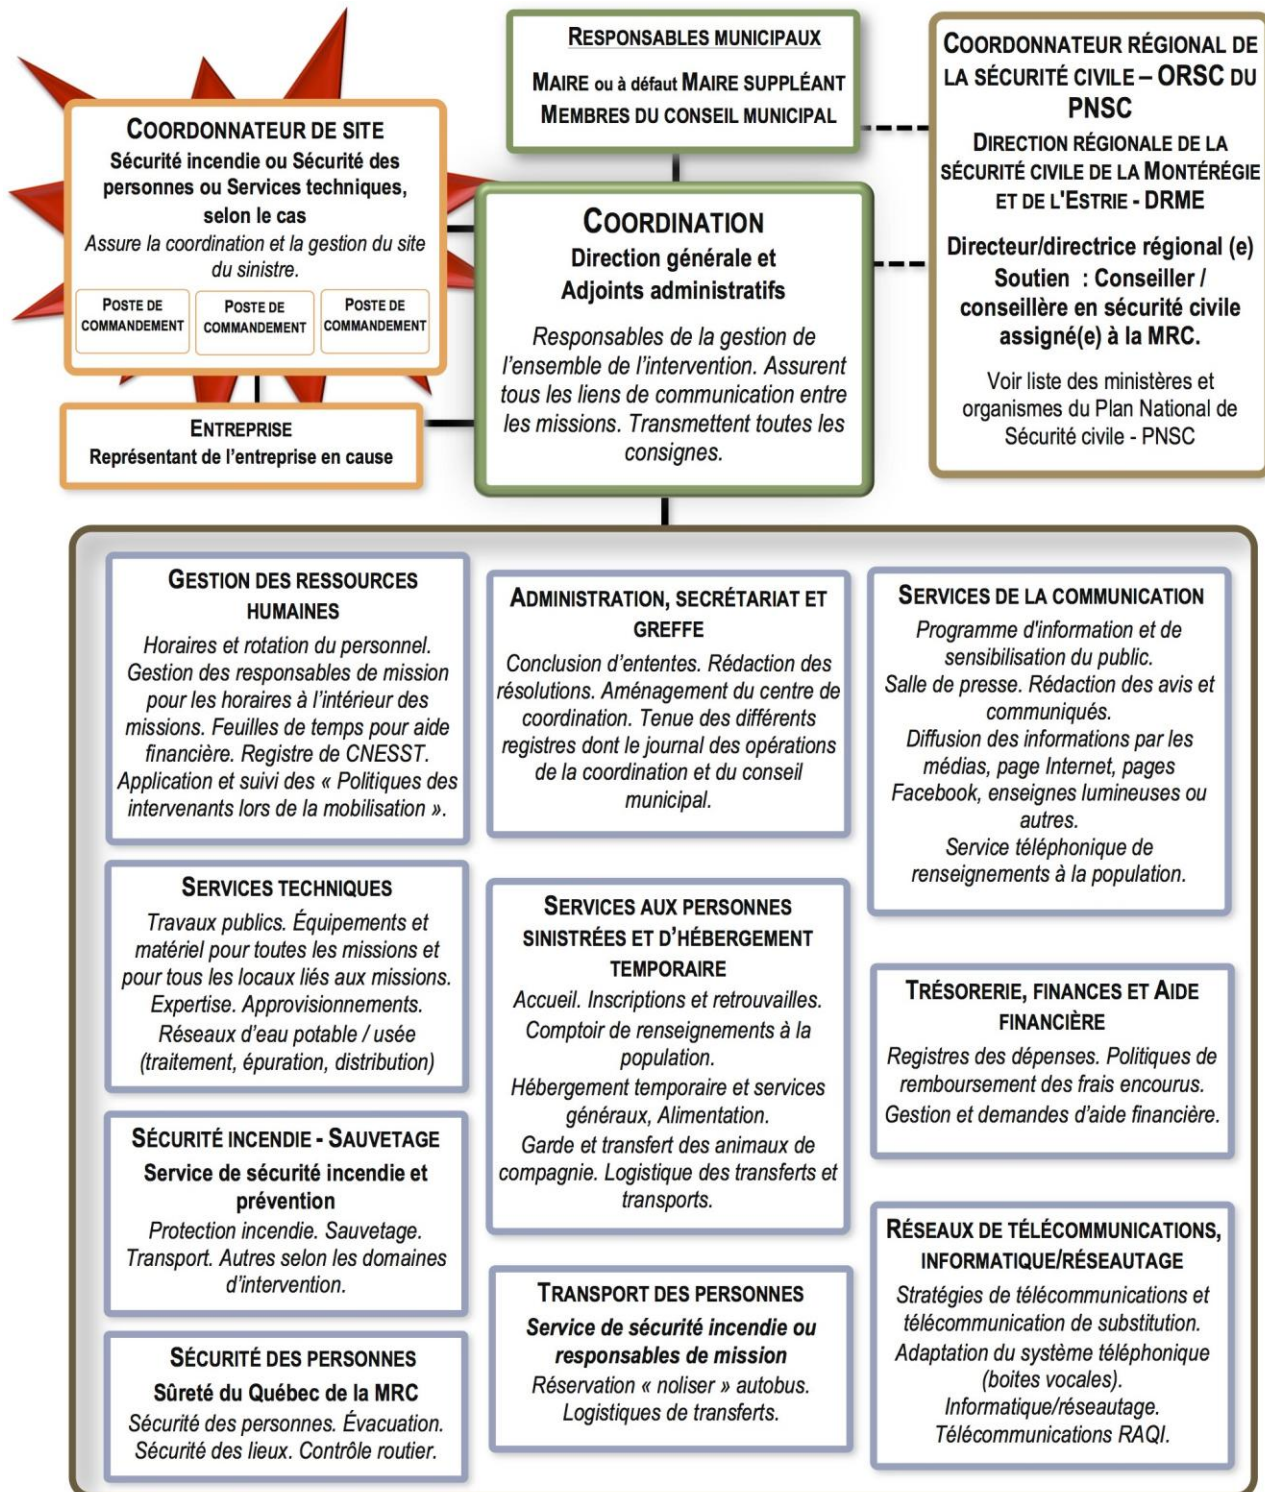 RESPONSABLES MUNICIPAUX
MAIRE ou à défaut MAIRE SUPPLÉANT
MEMBRES DU CONSEIL MUNICIPAL
COORDONNATEUR RÉGIONAL DE
LA SÉCURITÉ CIVILE – ORSC DU
PNSC
DIRECTION RÉGIONALE DE LA
SÉCURITÉ CIVILE DE LA MONTÉRÉGIE
ET DE L'ESTRIE - DRME
Directeur/directrice régional (e)
Soutien : Conseiller /
conseillère en sécurité civile
assigné(e) à la MRC.
Voir liste des ministères et
organismes du Plan National de
Sécurité civile - PNSC
COORDONNATEUR DE SITE
Sécurité incendie ou Sécurité des
personnes ou Services techniques,
selon le cas
Assure la coordination et la gestion du site
du sinistre.
POSTE DE
COMMANDEMENT
POSTE DE
COMMANDEMENT
POSTE DE
COMMANDEMENT
ENTREPRISE
Représentant de l'entreprise en cause
COORDINATION
Direction générale et
Adjoints administratifs
Responsables de la gestion de
l'ensemble de l'intervention. Assurent
tous les liens de communication entre
les missions. Transmettent toutes les
consignes.
GESTION DES RESSOURCES
HUMAINES
Horaires et rotation du personnel.
Gestion des responsables de mission
pour les horaires à l'intérieur des
missions. Feuilles de temps pour aide
financière. Registre de CNESST.
Application et suivi des « Politiques des
intervenants lors de la mobilisation ».
SERVICES TECHNIQUES
Travaux publics. Équipements et
matériel pour toutes les missions et
pour tous les locaux liés aux missions.
Expertise. Approvisionnements.
Réseaux d'eau potable / usée
(traitement, épuration, distribution)
SÉCURITÉ INCENDIE - SAUVETAGE
Service de sécurité incendie et
prévention
Protection incendie. Sauvetage.
Transport. Autres selon les domaines
d'intervention.
SÉCURITÉ DES PERSONNES
Sûreté du Québec de la MRC
Sécurité des personnes. Évacuation.
Sécurité des lieux. Contrôle routier.
ADMINISTRATION, SECRÉTARIAT ET
GREFFE
Conclusion d'ententes. Rédaction des
résolutions. Aménagement du centre de
coordination. Tenue des différents
registres dont le journal des opérations
de la coordination et du conseil
municipal.
SERVICES AUX PERSONNES
SINISTRÉES ET D'HÉBERGEMENT
TEMPORAIRE
Accueil. Inscriptions et retrouvailles.
Comptoir de renseignements à la
population.
Hébergement temporaire et services
généraux, Alimentation.
Garde et transfert des animaux de
compagnie. Logistique des transferts et
transports.
TRANSPORT DES PERSONNES
Service de sécurité incendie ou
responsables de mission
Réservation « noliser » autobus.
Logistiques de transferts.
SERVICES DE LA COMMUNICATION
Programme d'information et de
sensibilisation du public.
Salle de presse. Rédaction des avis et
communiqués.
Diffusion des informations par les
médias, page Internet, pages
Facebook, enseignes lumineuses ou
autres.
Service téléphonique de
renseignements à la population.
TRÉSORERIE, FINANCES ET AIDE
FINANCIÈRE
Registres des dépenses. Politiques de
remboursement des frais encourus.
Gestion et demandes d'aide financière.
RÉSEAUX DE TÉLÉCOMMUNICATIONS,
INFORMATIQUE/RÉSEAUTAGE
Stratégies de télécommunications et
télécommunication de substitution.
Adaptation du système téléphonique
(boites vocales).
Informatique/réseautage.
Télécommunications RAQI.